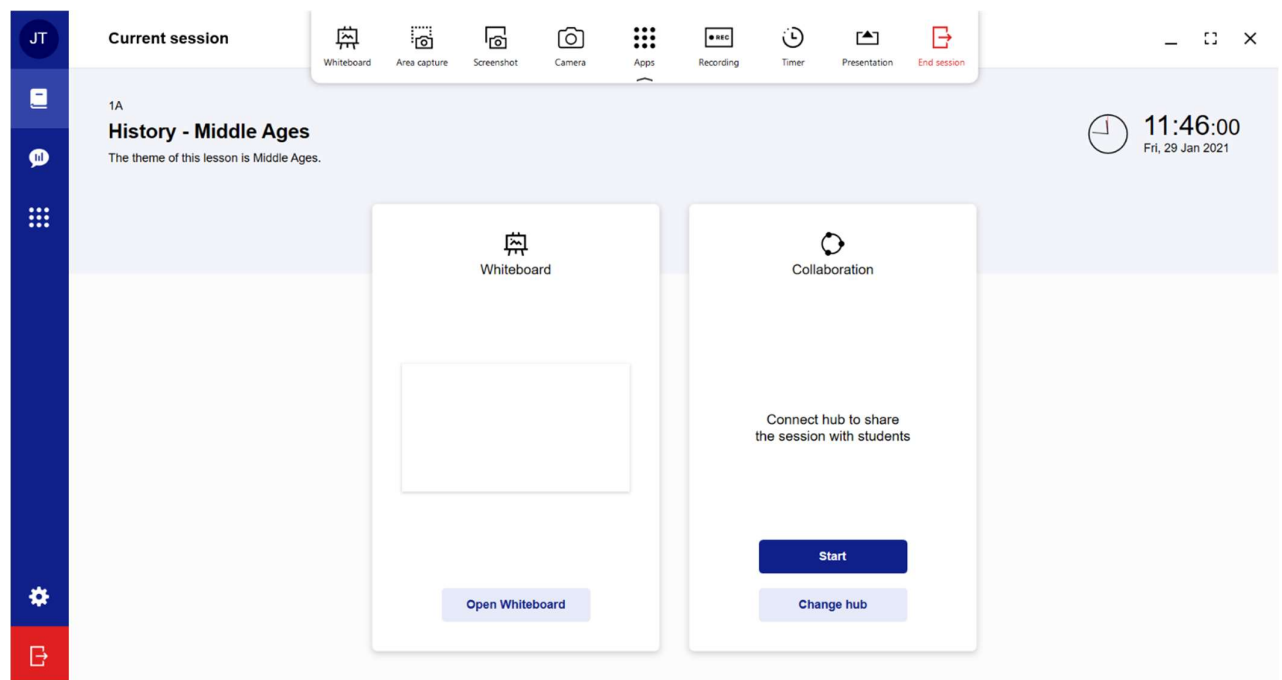 JT
Current session
Whiteboard
Area capture
Screenshot
Camera
Apps
REC
Recording
Timer
Presentation
End session
1A
History - Middle Ages
The theme of this lesson is Middle Ages.
11:46:00
Fri, 29 Jan 2021
Whiteboard
Open Whiteboard
Collaboration
Connect hub to share
the session with students
Start
Change hub